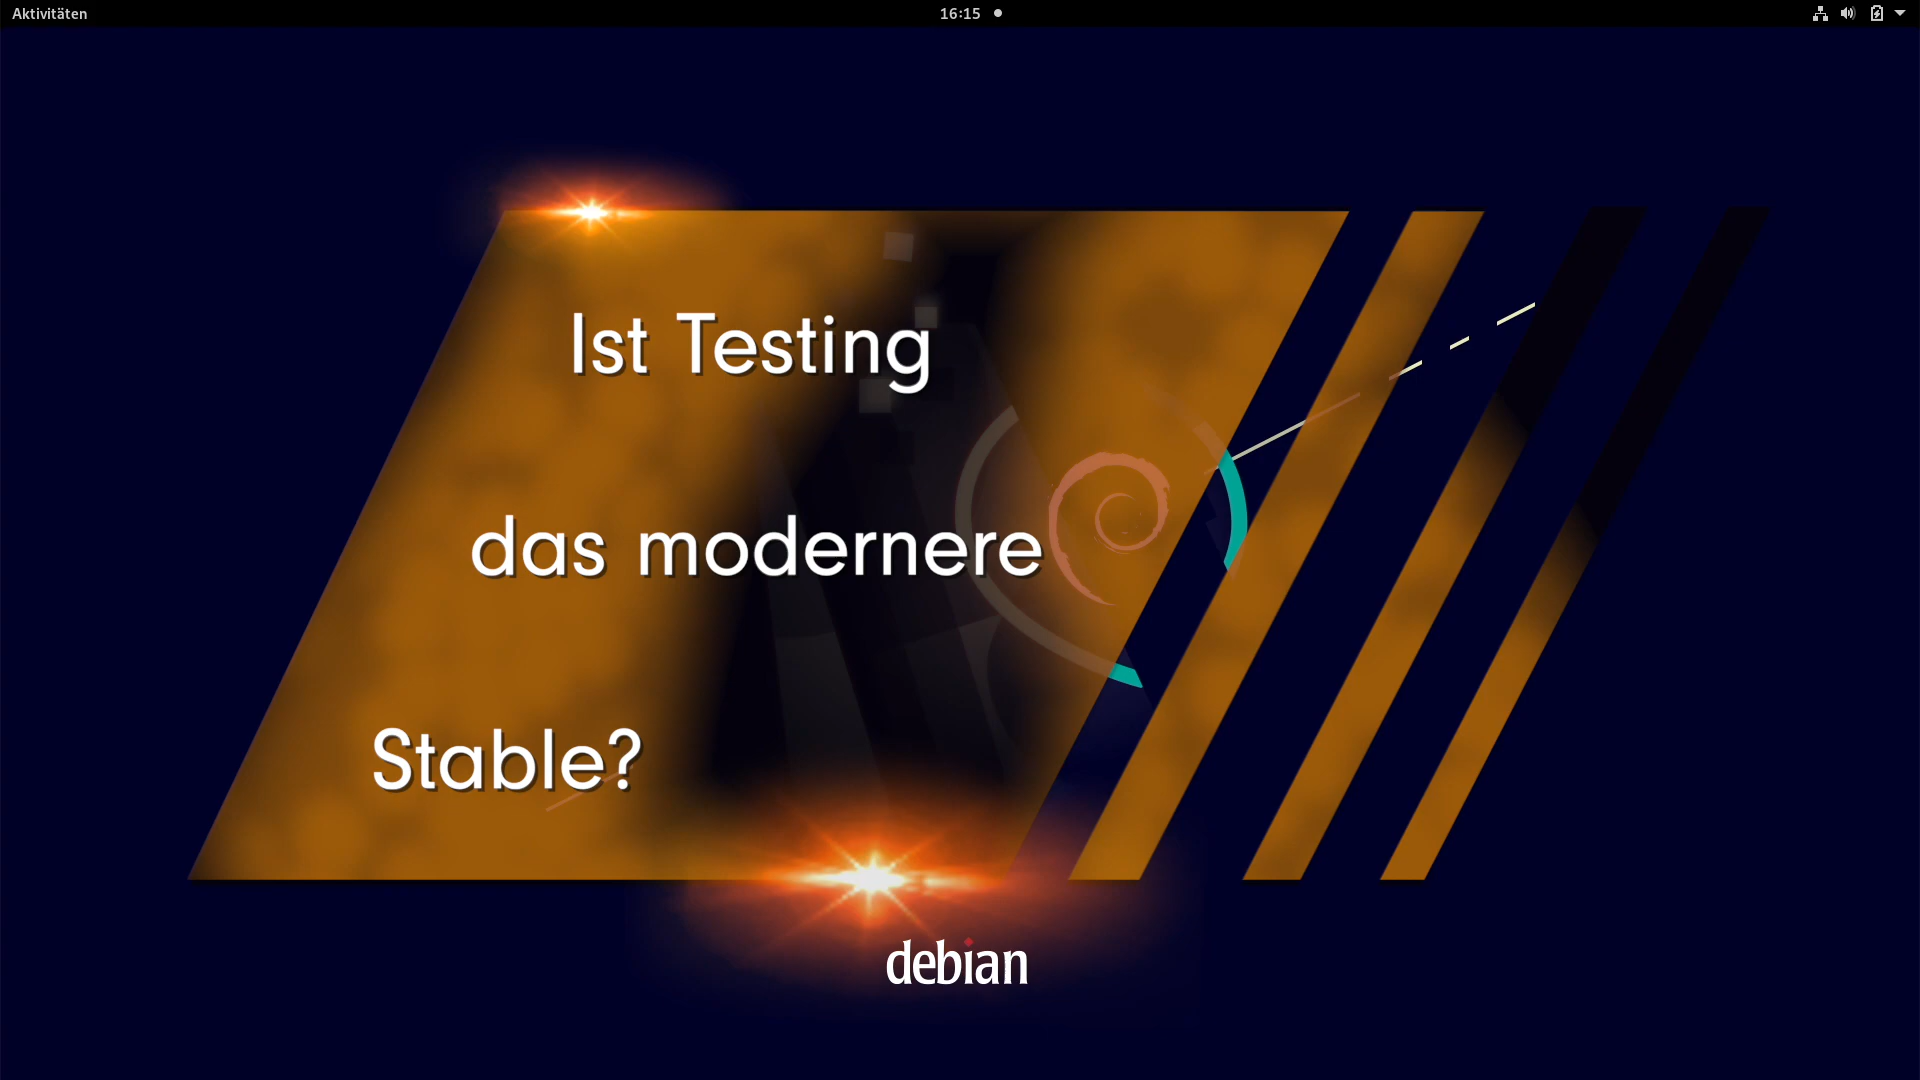 Aktivitäten
16:15
Ist Testing
das modernere
Stable?
debian